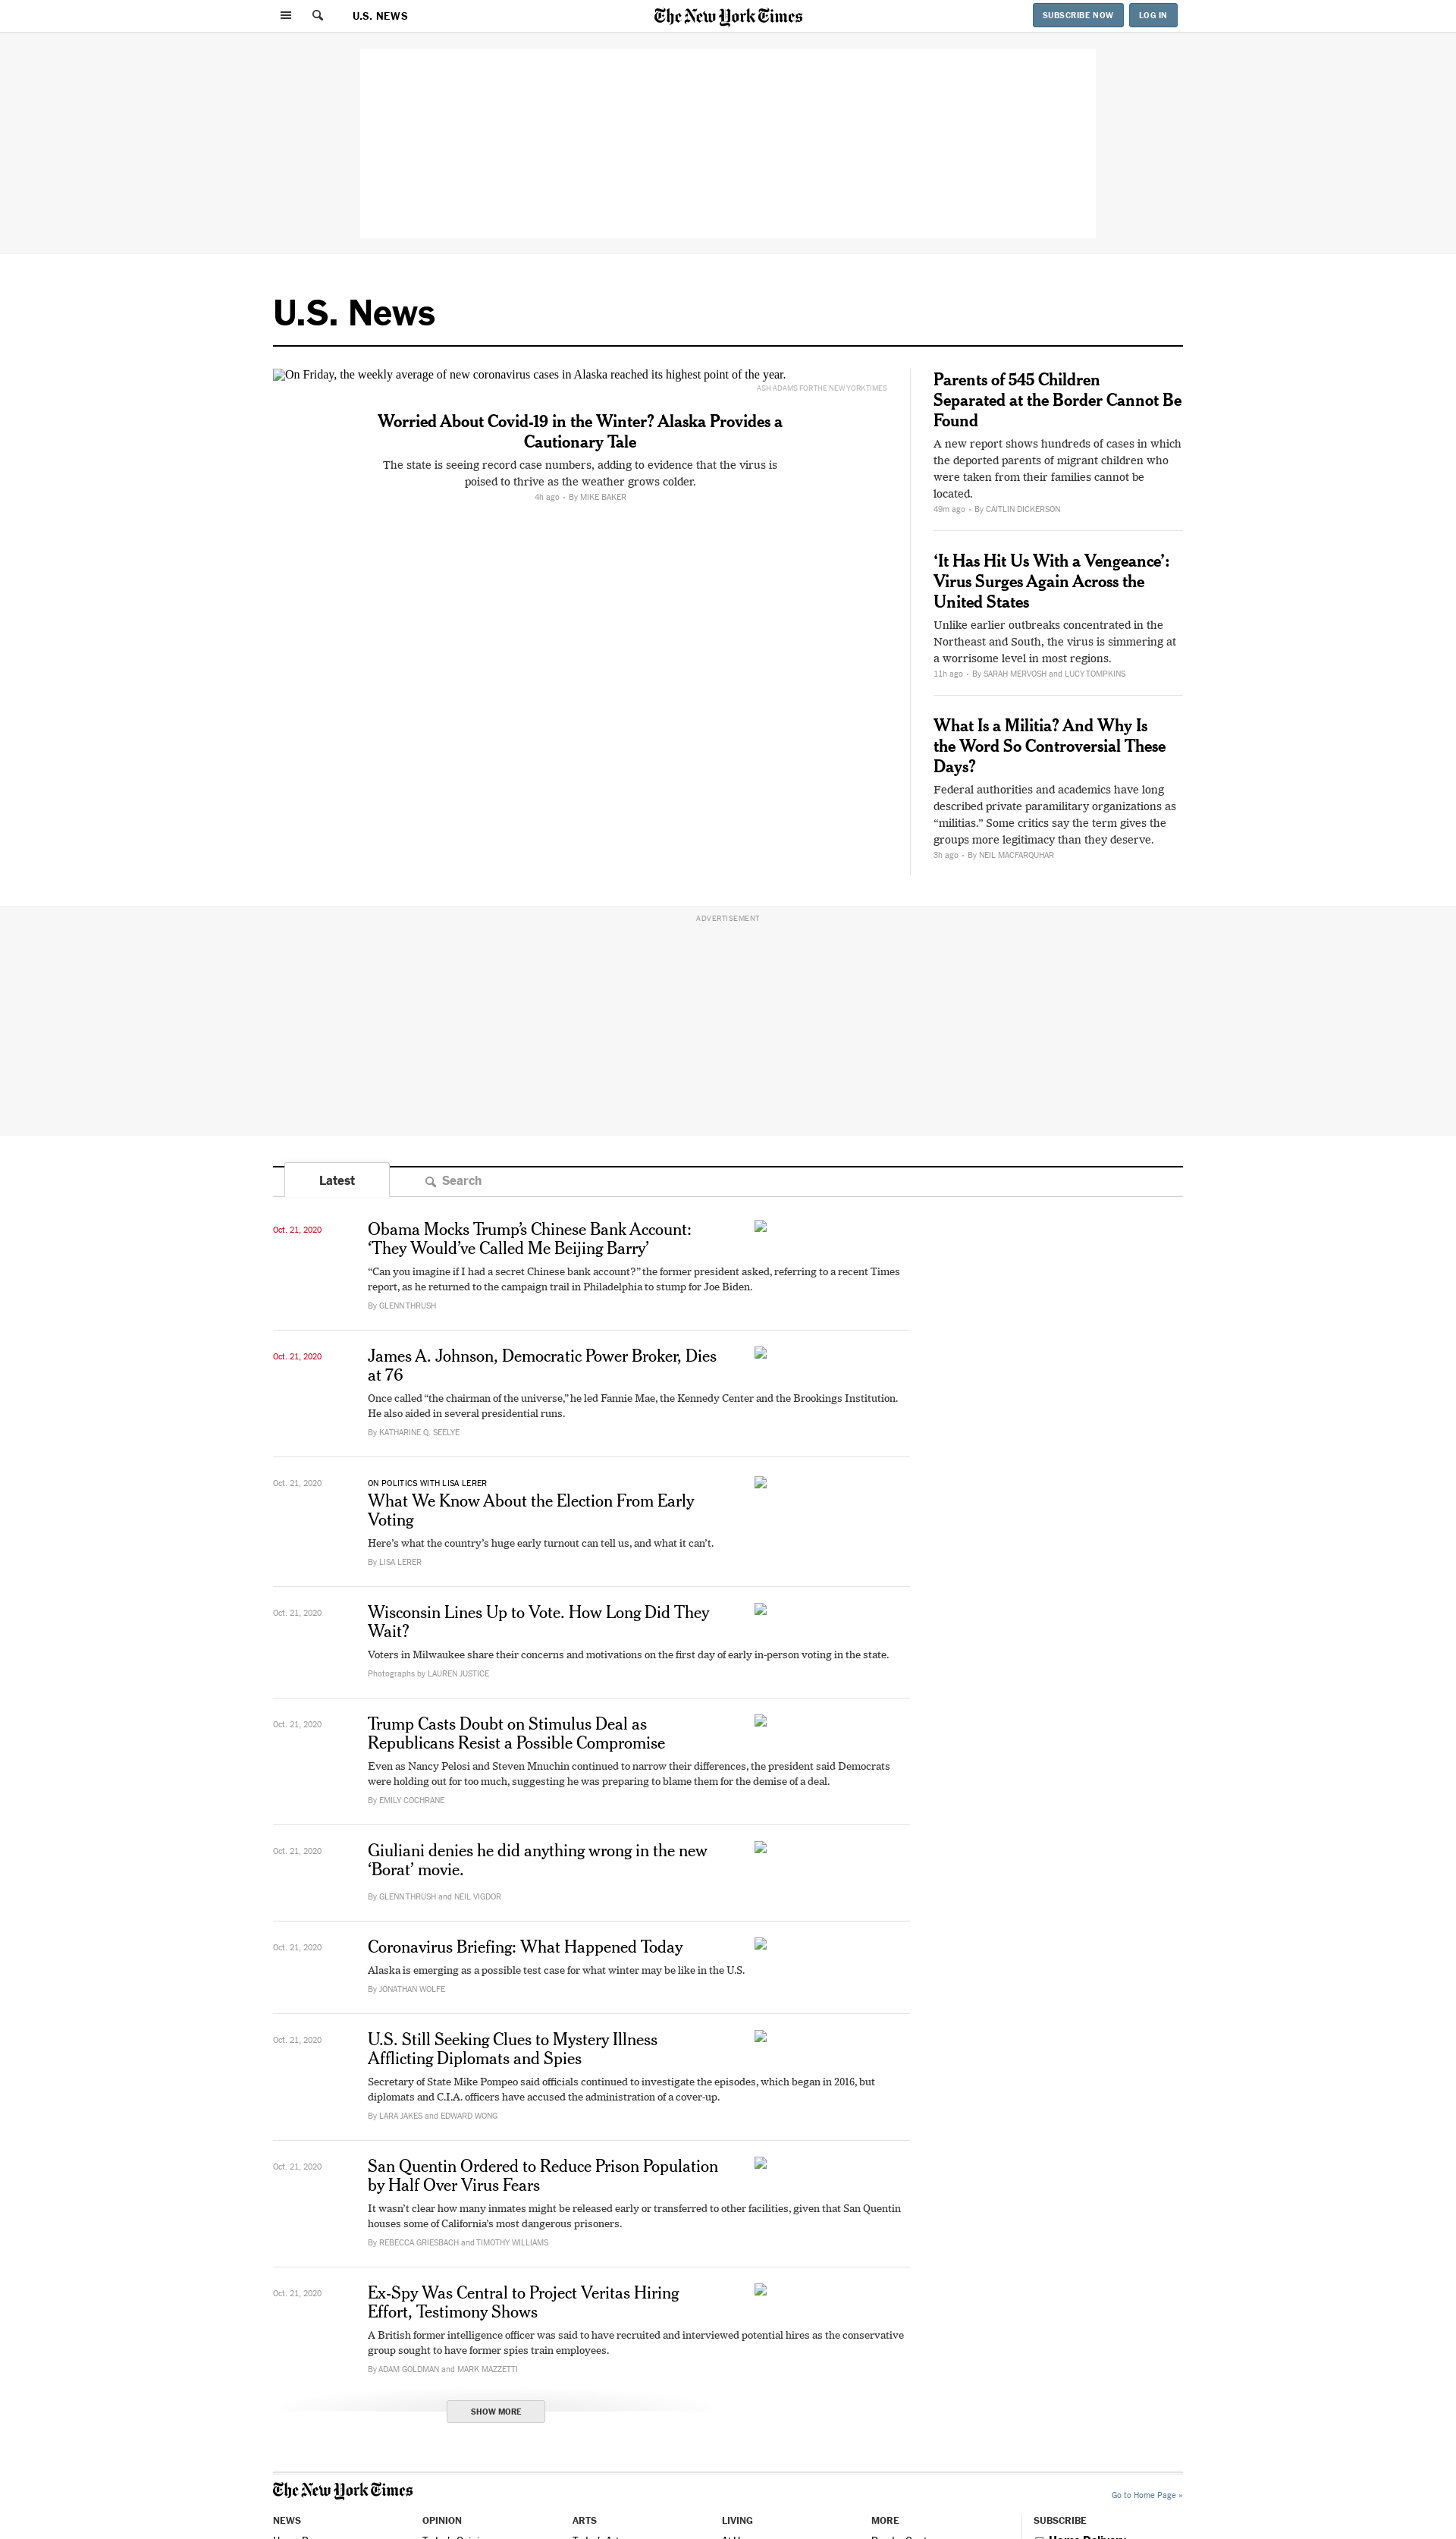 U.S. NEWS
The New York Times
SUBSCRIBE NOW
LOG IN
U.S. News
On Friday, the weekly average of new coronavirus cases in Alaska reached its highest point of the year.
ASH ADAMS FOR THE NEW YORK TIMES
Worried About Covid-19 in the Winter? Alaska Provides a
Cautionary Tale
The state is seeing record case numbers, adding to evidence that the virus is
poised to thrive as the weather grows colder.
4h ago • By MIKE BAKER
Parents of 545 Children
Separated at the Border Cannot Be
Found
A new report shows hundreds of cases in which
the deported parents of migrant children who
were taken from their families cannot be
located.
49m ago • By CAITLIN DICKERSON
‘It Has Hit Us With a Vengeance’:
Virus Surges Again Across the
United States
Unlike earlier outbreaks concentrated in the
Northeast and South, the virus is simmering at
a worrisome level in most regions.
11h ago • By SARAH MERVOSH and LUCY TOMPKINS
What Is a Militia? And Why Is
the Word So Controversial These
Days?
Federal authorities and academics have long
described private paramilitary organizations as
“militias.” Some critics say the term gives the
groups more legitimacy than they deserve.
3h ago • By NEIL MACFARQUHAR
ADVERTISEMENT
Latest
Search
Oct. 21, 2020
Obama Mocks Trump’s Chinese Bank Account:
‘They Would’ve Called Me Beijing Barry’
“Can you imagine if I had a secret Chinese bank account?” the former president asked, referring to a recent Times
report, as he returned to the campaign trail in Philadelphia to stump for Joe Biden.
By GLENN THRUSH
Oct. 21, 2020
James A. Johnson, Democratic Power Broker, Dies
at 76
Once called “the chairman of the universe,” he led Fannie Mae, the Kennedy Center and the Brookings Institution.
He also aided in several presidential runs.
By KATHARINE Q. SEELYE
Oct. 21, 2020
ON POLITICS WITH LISA LERER
What We Know About the Election From Early
Voting
Here’s what the country’s huge early turnout can tell us, and what it can’t.
By LISA LERER
Oct. 21, 2020
Wisconsin Lines Up to Vote. How Long Did They
Wait?
Voters in Milwaukee share their concerns and motivations on the first day of early in-person voting in the state.
Photographs by LAUREN JUSTICE
Oct. 21, 2020
Trump Casts Doubt on Stimulus Deal as
Republicans Resist a Possible Compromise
Even as Nancy Pelosi and Steven Mnuchin continued to narrow their differences, the president said Democrats
were holding out for too much, suggesting he was preparing to blame them for the demise of a deal.
By EMILY COCHRANE
Oct. 21, 2020
Giuliani denies he did anything wrong in the new
‘Borat’ movie.
By GLENN THRUSH and NEIL VIGDOR
Oct. 21, 2020
Coronavirus Briefing: What Happened Today
Alaska is emerging as a possible test case for what winter may be like in the U.S.
By JONATHAN WOLFE
Oct. 21, 2020
U.S. Still Seeking Clues to Mystery Illness
Afflicting Diplomats and Spies
Secretary of State Mike Pompeo said officials continued to investigate the episodes, which began in 2016, but
diplomats and C.I.A. officers have accused the administration of a cover-up.
By LARA JAKES and EDWARD WONG
Oct. 21, 2020
San Quentin Ordered to Reduce Prison Population
by Half Over Virus Fears
It wasn’t clear how many inmates might be released early or transferred to other facilities, given that San Quentin
houses some of California’s most dangerous prisoners.
By REBECCA GRIESBACH and TIMOTHY WILLIAMS
Oct. 21, 2020
Ex-Spy Was Central to Project Veritas Hiring
Effort, Testimony Shows
A British former intelligence officer was said to have recruited and interviewed potential hires as the conservative
group sought to have former spies train employees.
By ADAM GOLDMAN and MARK MAZZETTI
SHOW MORE
The New York Times
Go to Home Page »
NEWS
OPINION
ARTS
LIVING
MORE
SUBSCRIBE